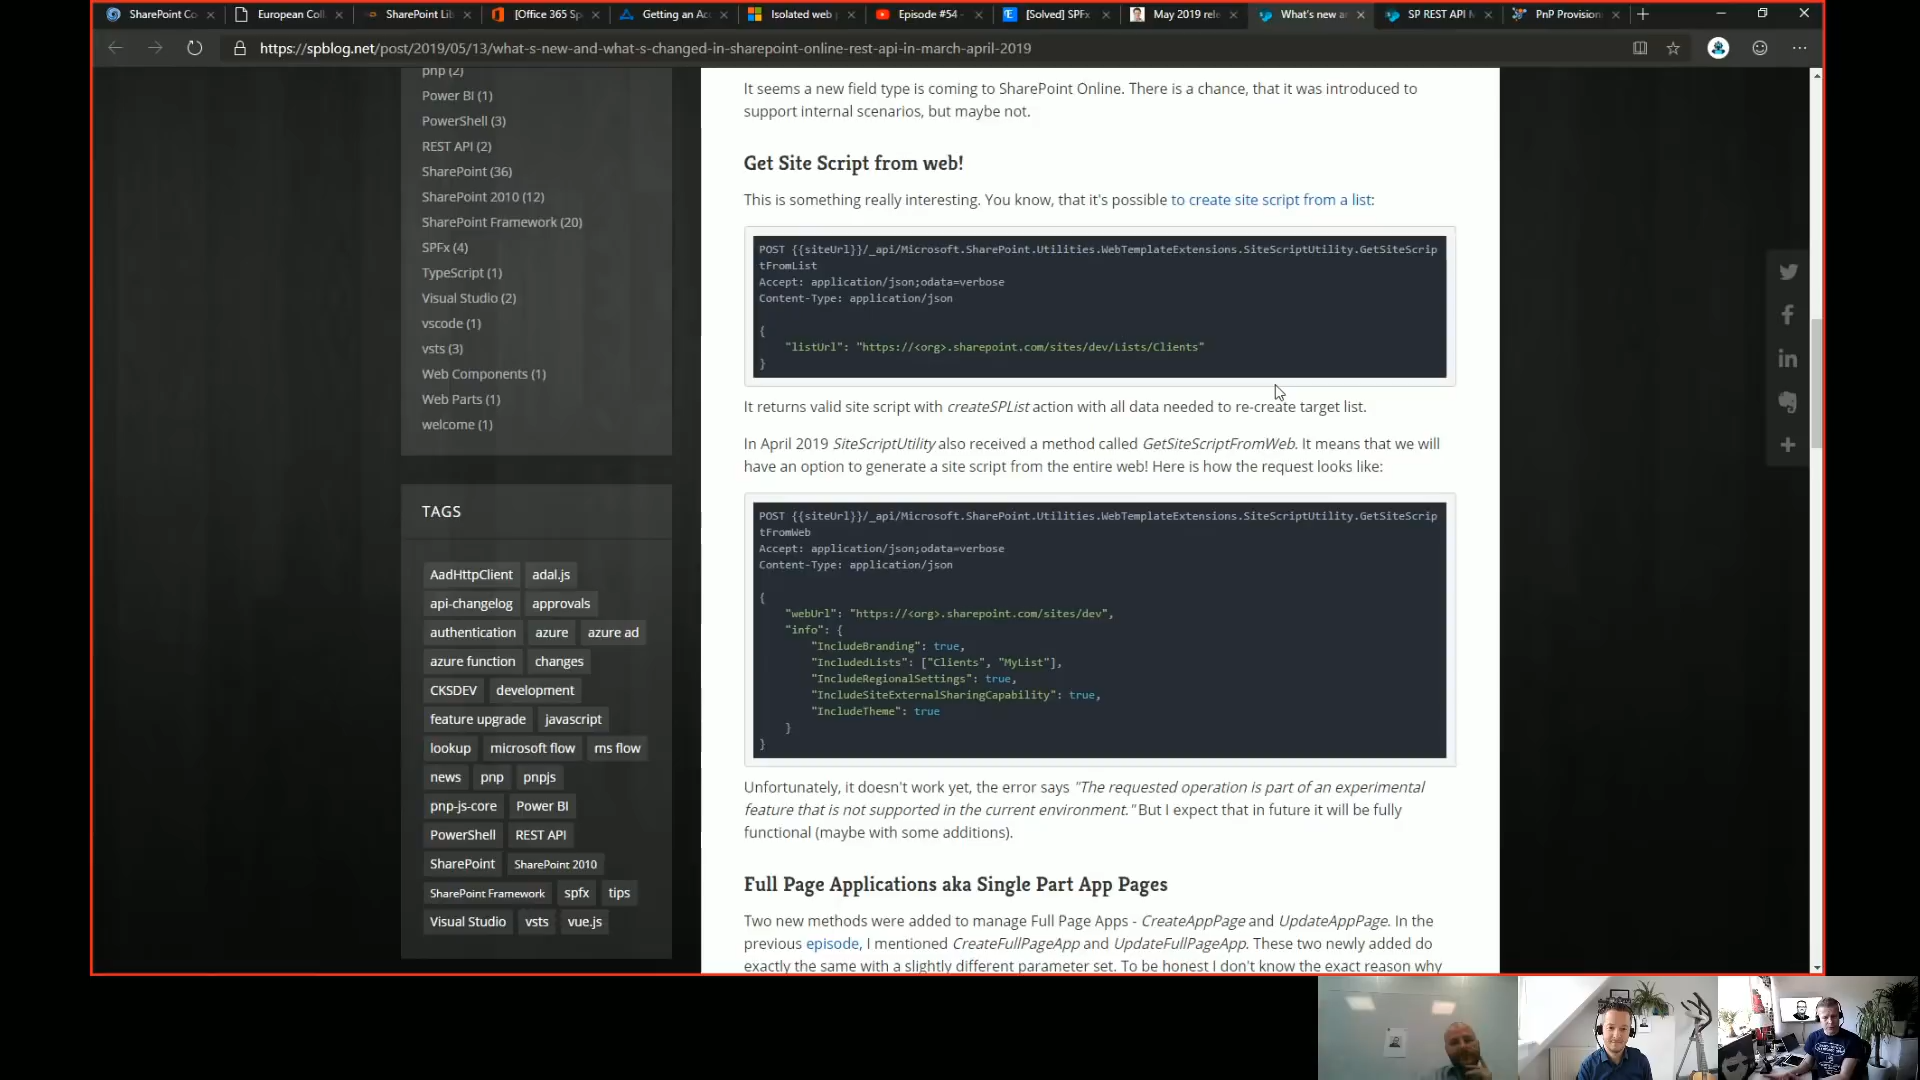 SharePoint Co
European Coll
SharePoint Lib
[Office 365 Sp
Getting an Acc
Isolated web
Episode #54 -
[Solved] SPFx
May 2019 rele
What's new an
SP REST API M
PnP Provision
https://spblog.net/post/2019/05/13/what-s-new-and-what-s-changed-in-sharepoint-online-rest-api-in-march-april-2019
pnp (2)
Power BI (1)
PowerShell (3)
REST API (2)
SharePoint (36)
SharePoint 2010 (12)
SharePoint Framework (20)
SPFx (4)
TypeScript (1)
Visual Studio (2)
vscode (1)
vsts (3)
Web Components (1)
Web Parts (1)
welcome (1)
TAGS
AadHttpClient adal.js
api-changelog approvals
authentication azure azure ad
azure function changes
CKSDEV development
feature upgrade javascript
lookup microsoft flow ms flow
news pnp pnpjs
pnp-js-core Power BI
PowerShell REST API
SharePoint SharePoint 2010
SharePoint Framework spfx tips
Visual Studio vsts vue.js
It seems a new field type is coming to SharePoint Online. There is a chance, that it was introduced to
support internal scenarios, but maybe not.
Get Site Script from web!
This is something really interesting. You know, that it's possible to create site script from a list:
POST {{siteUrl}}/_api/Microsoft.SharePoint.Utilities.WebTemplateExtensions.SiteScriptUtility.GetSiteScrip
tFromList
Accept: application/json;odata=verbose
Content-Type: application/json
{
"listUrl": "https://<org>.sharepoint.com/sites/dev/Lists/Clients"
}
It returns valid site script with createSPList action with all data needed to re-create target list.
In April 2019 SiteScriptUtility also received a method called GetSiteScriptFromWeb. It means that we will
have an option to generate a site script from the entire web! Here is how the request looks like:
POST {{siteUrl}}/_api/Microsoft.SharePoint.Utilities.WebTemplateExtensions.SiteScriptUtility.GetSiteScrip
tFromWeb
Accept: application/json;odata=verbose
Content-Type: application/json
{
"webUrl": "https://<org>.sharepoint.com/sites/dev",
"info": {
"IncludeBranding": true,
"IncludedLists": ["Clients", "MyList"],
"IncludeRegionalSettings": true,
"IncludeSiteExternalSharingCapability": true,
"IncludeTheme": true
}
}
Unfortunately, it doesn't work yet, the error says "The requested operation is part of an experimental
feature that is not supported in the current environment." But I expect that in future it will be fully
functional (maybe with some additions).
Full Page Applications aka Single Part App Pages
Two new methods were added to manage Full Page Apps - CreateAppPage and UpdateAppPage. In the
previous episode, I mentioned CreateFullPageApp and UpdateFullPageApp. These two newly added do
exactly the same with a slightly different parameter set. To be honest I don't know the exact reason why